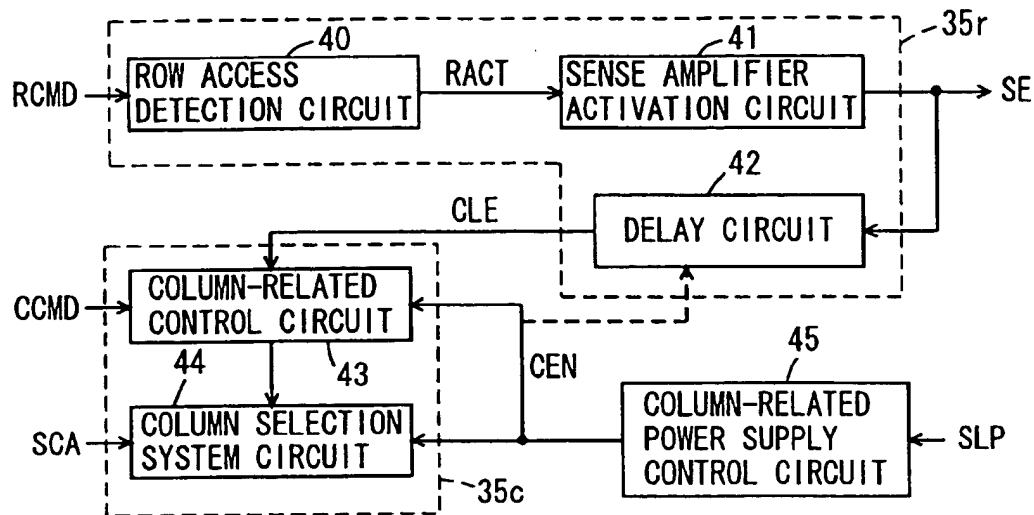 40
41
35r
RCMD
ROW ACCESS
DETECTION CIRCUIT
RACT
SENSE AMPLIFIER
ACTIVATION CIRCUIT
SE
42
CLE
DELAY CIRCUIT
CCMD
COLUMN-RELATED
CONTROL CIRCUIT
44
43
CEN
45
SCA
COLUMN SELECTION
SYSTEM CIRCUIT
COLUMN-RELATED
POWER SUPPLY
CONTROL CIRCUIT
SLP
35c